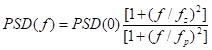 PSD(f) = PSD(0) [1+(f / f_z)^2] / [1+(f / f_p)^2]